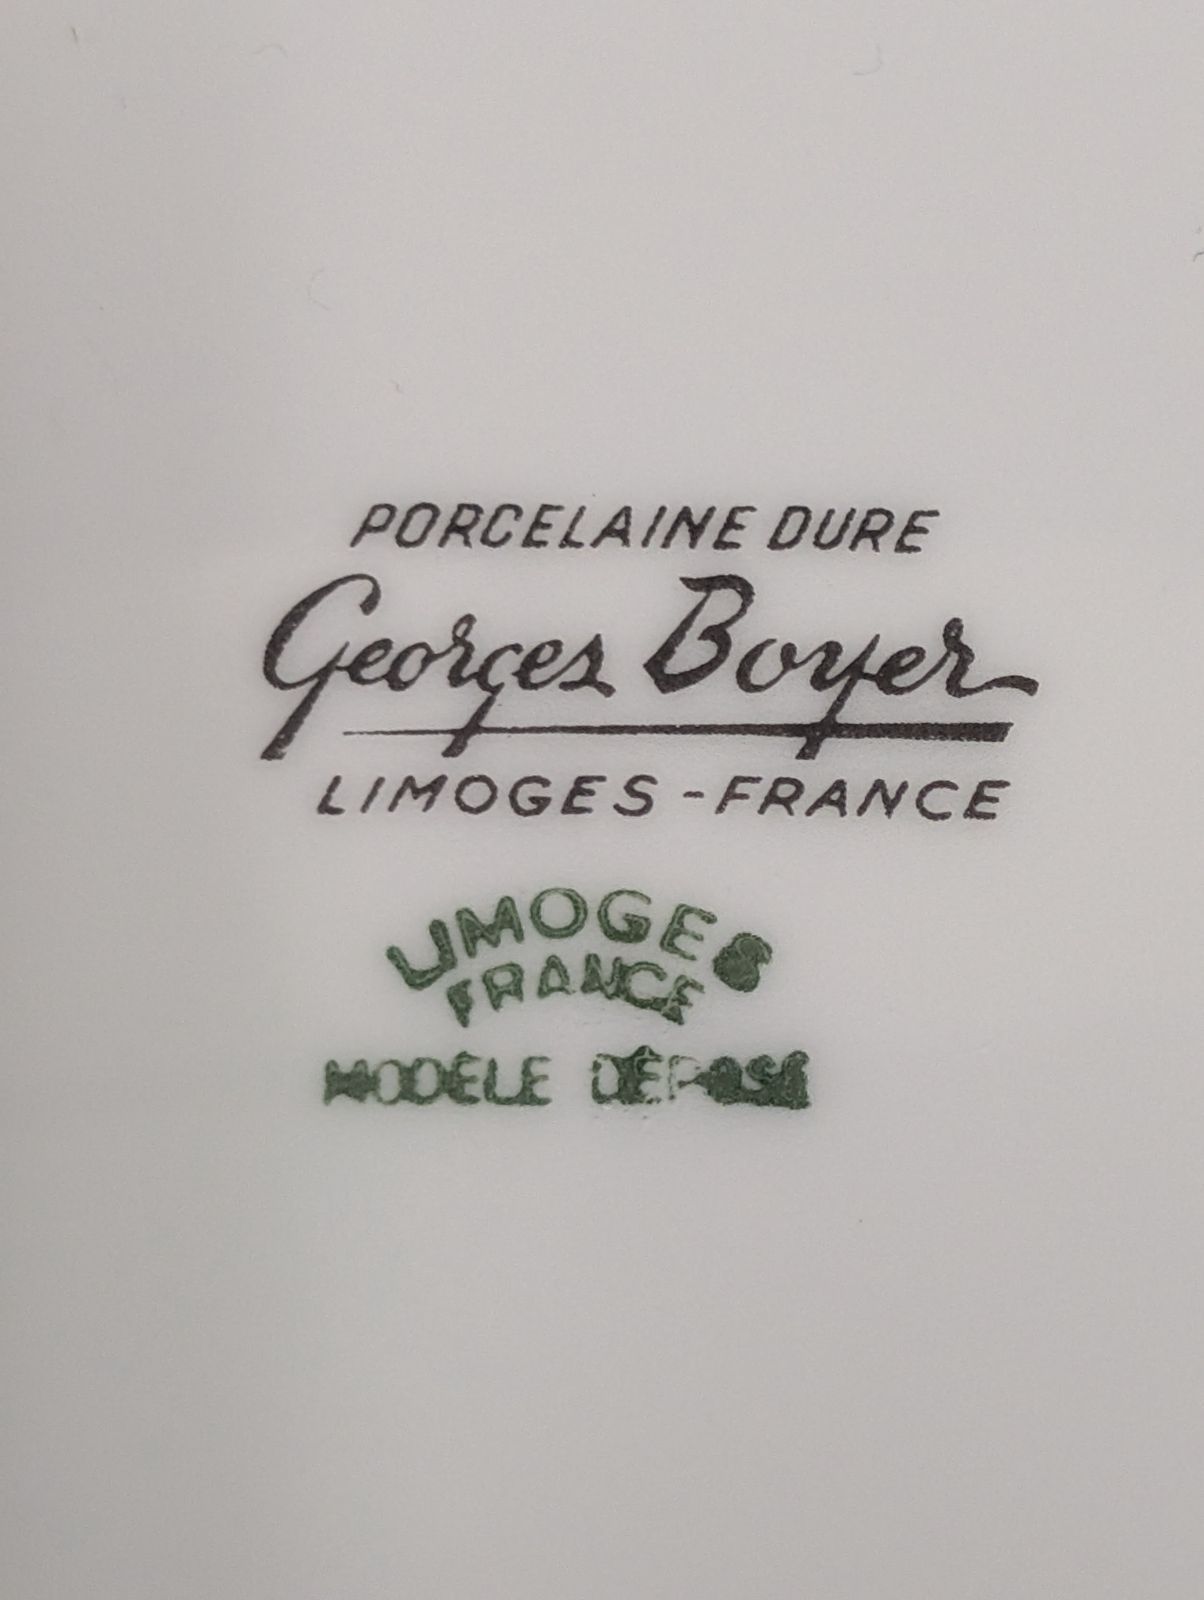 PORCELAINE DURE
Georges Boyer
LIMOGES - FRANCE
LIMOGES
FRANCE
MODÈLE DÉPOSÉ